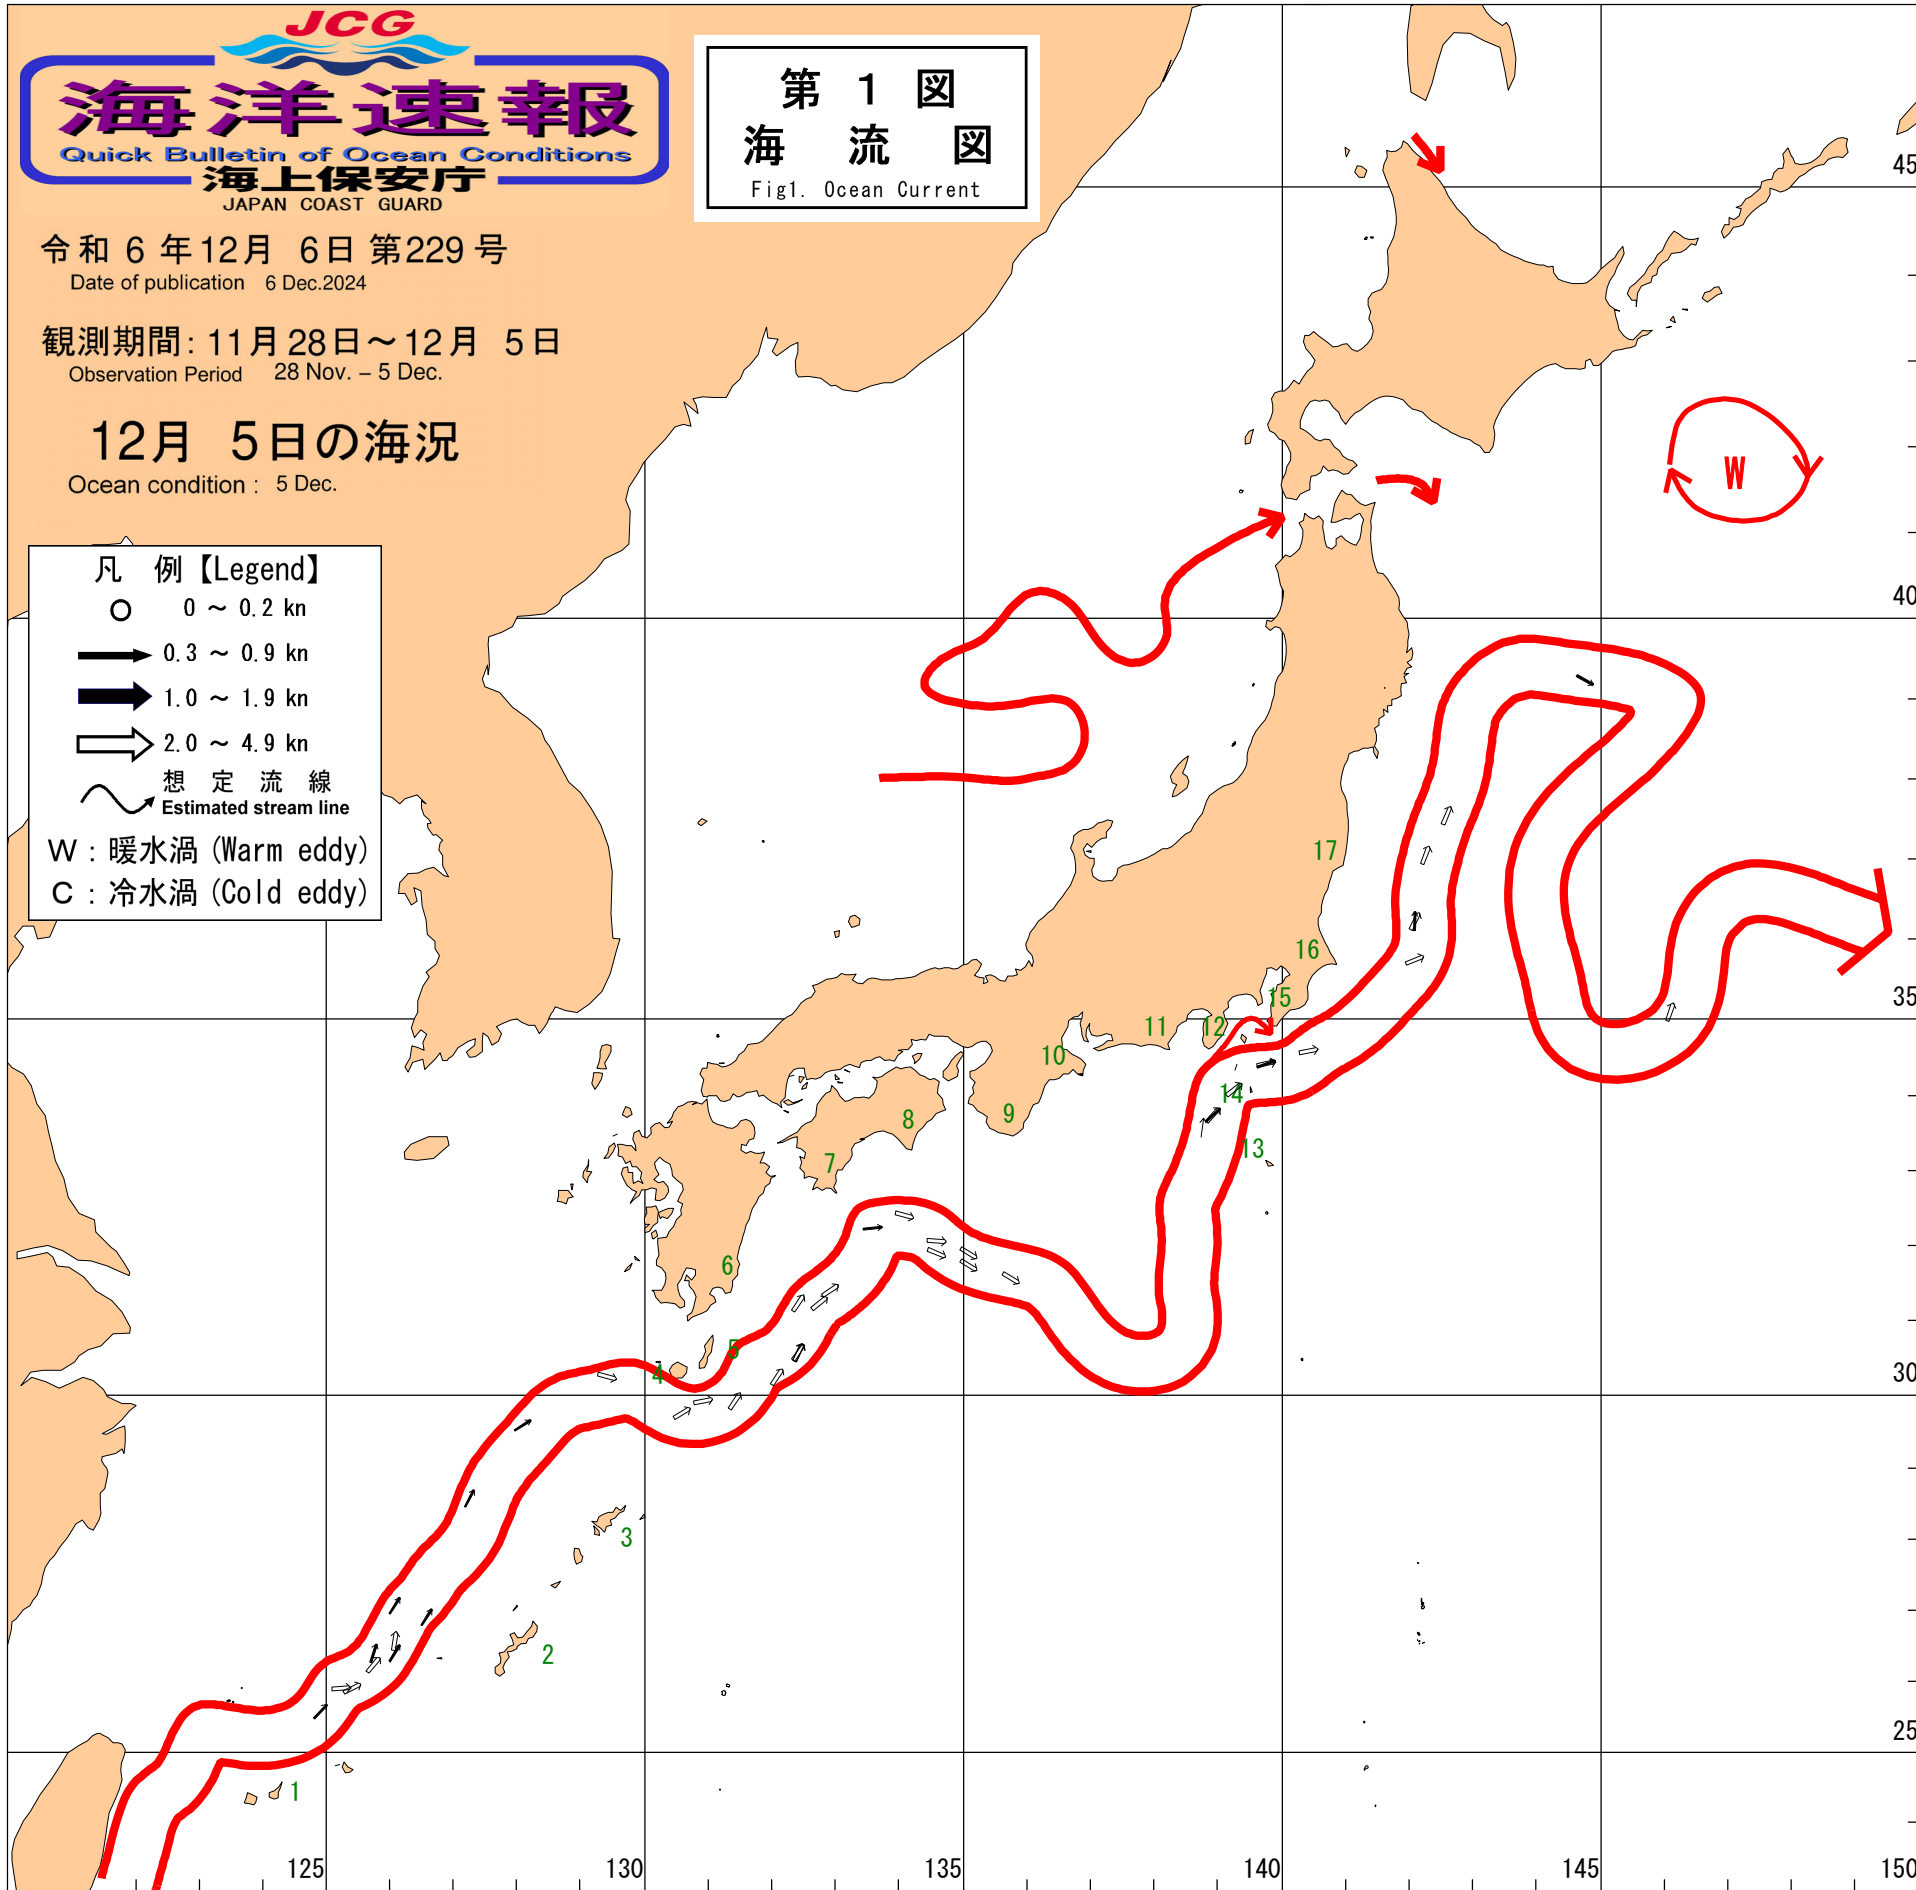 JCG
海洋速報
Quick Bulletin of Ocean Conditions
海上保安庁
JAPAN COAST GUARD
令和 6 年12月 6日 第229号
Date of publication 6 Dec.2024
観測期間: 11月28日～12月 5日
Observation Period 28 Nov. – 5 Dec.
12月 5日の海況
Ocean condition : 5 Dec.
第 1 図
海 流 図
Fig1. Ocean Current
凡 例【Legend】
0 ～ 0.2 kn
0.3 ～ 0.9 kn
1.0 ～ 1.9 kn
2.0 ～ 4.9 kn
想 定 流 線
Estimated stream line
W : 暖水渦 (Warm eddy)
C : 冷水渦 (Cold eddy)
45
W
40
17
16
35
15
12
11
10
14
9
8
13
7
6
5
4
30
3
2
25
1
125
130
135
140
145
150